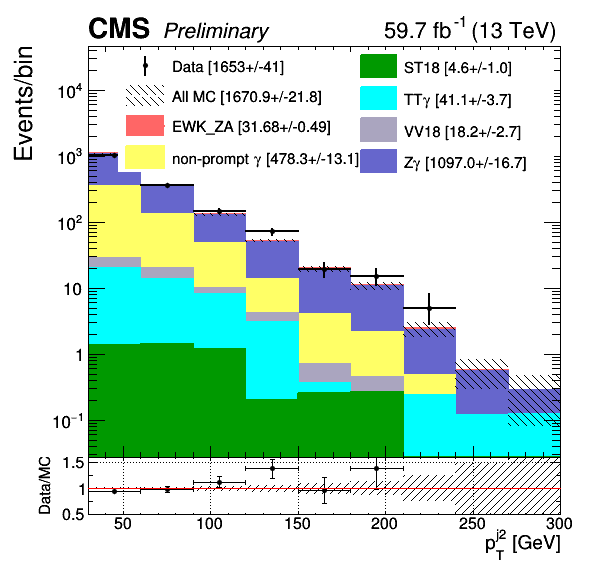 CMS Preliminary 59.7 fb⁻¹ (13 TeV)
Events/bin
Data [1653+/-41]
All MC [1670.9+/-21.8]
EWK_ZA [31.68+/-0.49]
non-prompt γ [478.3+/-13.1]
ST18 [4.6+/-1.0]
TTγ [41.1+/-3.7]
VV18 [18.2+/-2.7]
Zγ [1097.0+/-16.7]
10⁴
10³
10²
10
1
10⁻¹
Data/MC
1.5
1
0.5
50 100 150 200 250 300
p_T^j2 [GeV]